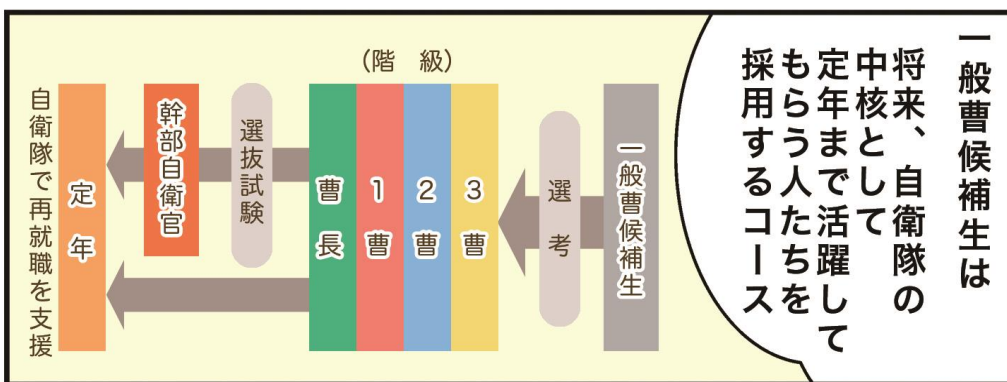 一般曹候補生は
将来、自衛隊の
中核として
定年まで活躍して
もらう人たちを
採用するコース
一般曹候補生
選考
(階級)
3曹
2曹
1曹
曹長
選抜試験
幹部自衛官
定年
自衛隊で再就職を支援